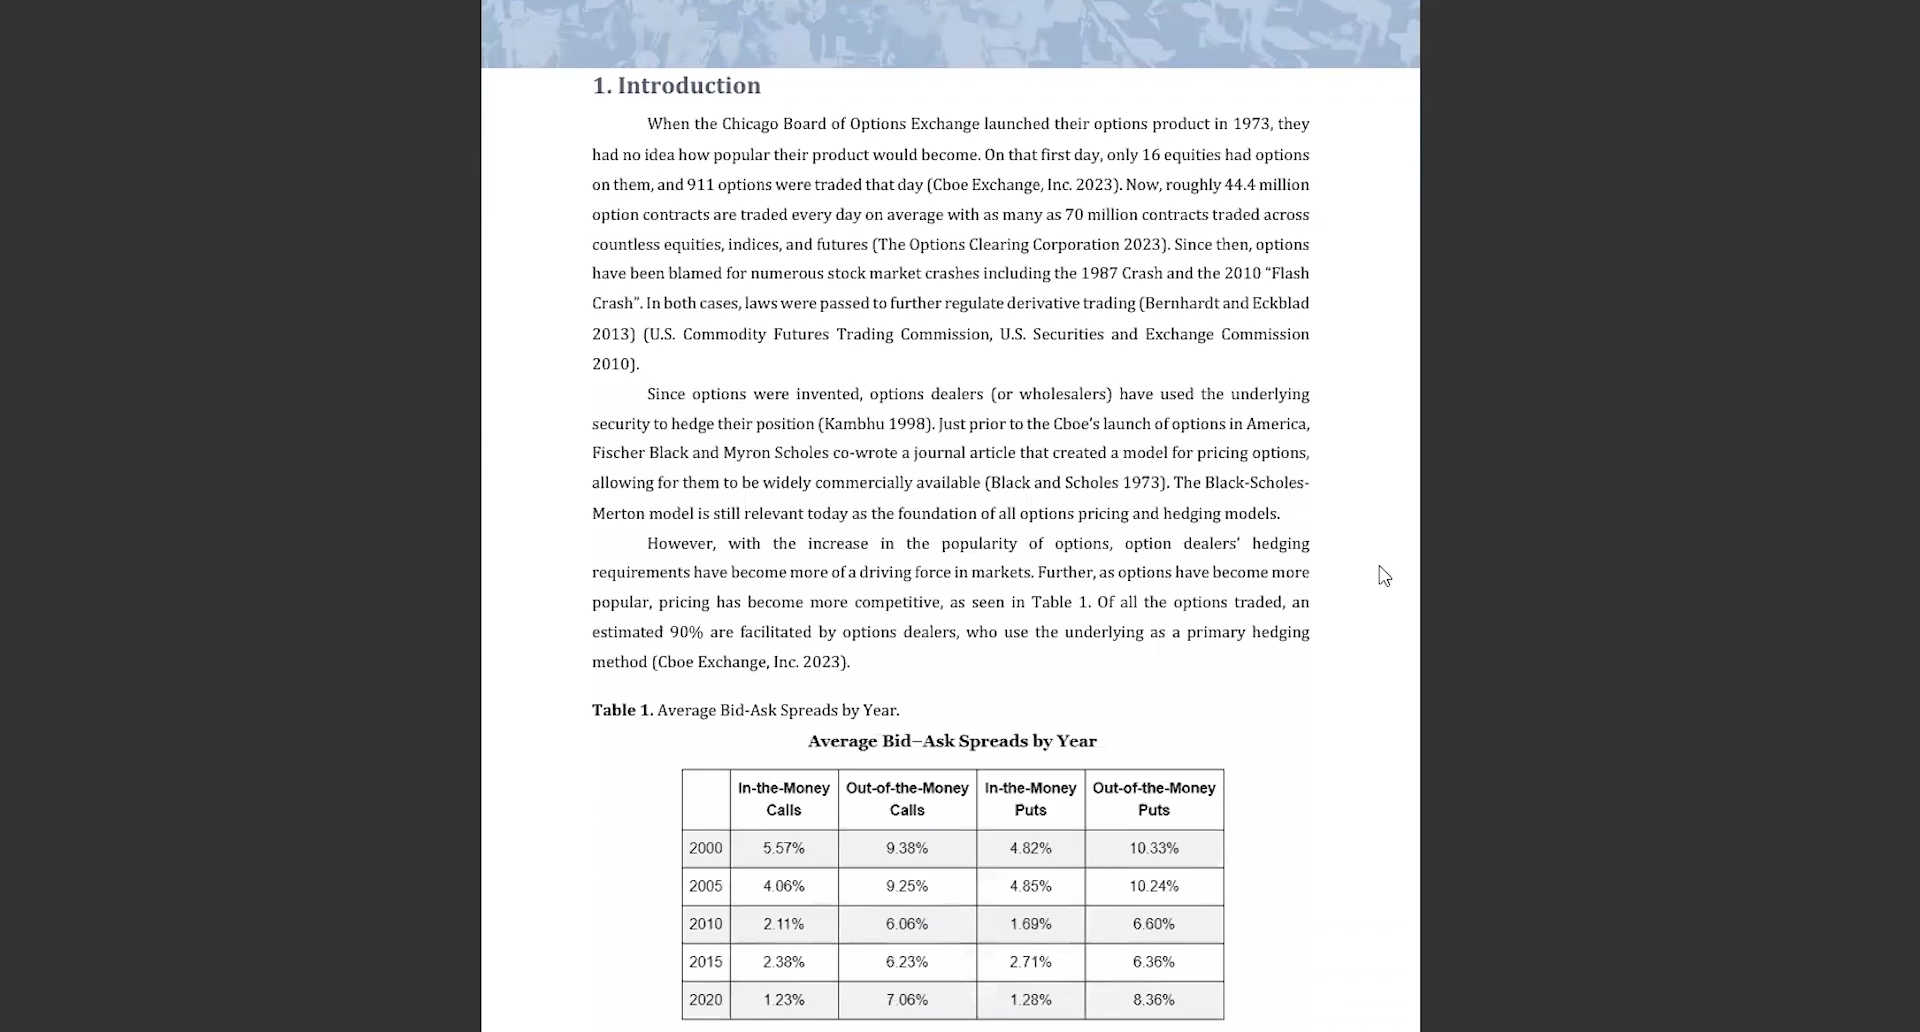 1. Introduction
When the Chicago Board of Options Exchange launched their options product in 1973, they
had no idea how popular their product would become. On that first day, only 16 equities had options
on them, and 911 options were traded that day (Cboe Exchange, Inc. 2023). Now, roughly 44.4 million
option contracts are traded every day on average with as many as 70 million contracts traded across
countless equities, indices, and futures (The Options Clearing Corporation 2023). Since then, options
have been blamed for numerous stock market crashes including the 1987 Crash and the 2010 “Flash
Crash”. In both cases, laws were passed to further regulate derivative trading (Bernhardt and Eckblad
2013) (U.S. Commodity Futures Trading Commission, U.S. Securities and Exchange Commission
2010).
Since options were invented, options dealers (or wholesalers) have used the underlying
security to hedge their position (Kambhu 1998). Just prior to the Cboe’s launch of options in America,
Fischer Black and Myron Scholes co-wrote a journal article that created a model for pricing options,
allowing for them to be widely commercially available (Black and Scholes 1973). The Black-Scholes-
Merton model is still relevant today as the foundation of all options pricing and hedging models.
However, with the increase in the popularity of options, option dealers’ hedging
requirements have become more of a driving force in markets. Further, as options have become more
popular, pricing has become more competitive, as seen in Table 1. Of all the options traded, an
estimated 90% are facilitated by options dealers, who use the underlying as a primary hedging
method (Cboe Exchange, Inc. 2023).
Table 1. Average Bid-Ask Spreads by Year.
Average Bid–Ask Spreads by Year
In-the-Money Out-of-the-Money In-the-Money Out-of-the-Money
Calls Calls Puts Puts
2000 5.57% 9.38% 4.82% 10.33%
2005 4.06% 9.25% 4.85% 10.24%
2010 2.11% 6.06% 1.69% 6.60%
2015 2.38% 6.23% 2.71% 6.36%
2020 1.23% 7.06% 1.28% 8.36%